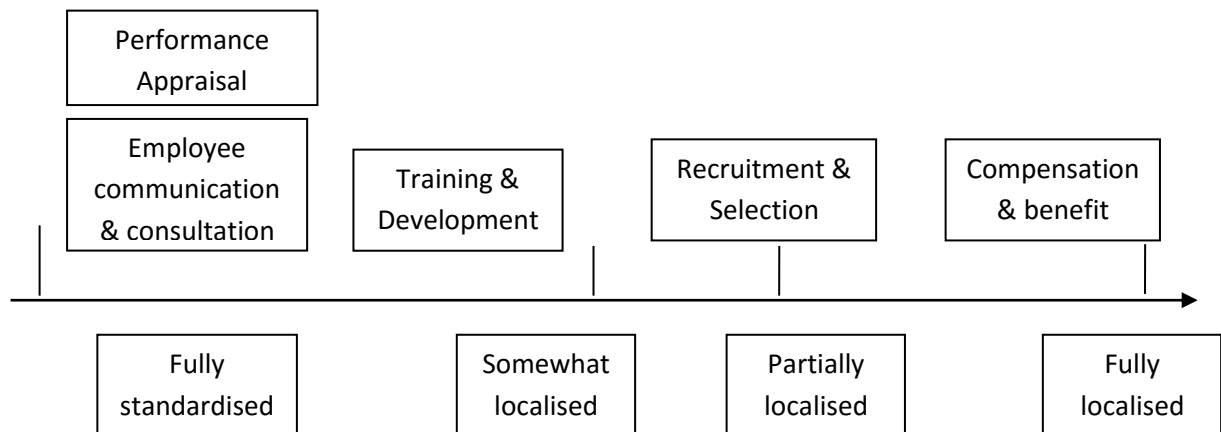 Performance
Appraisal
Employee
communication
& consultation
Training &
Development
Recruitment &
Selection
Compensation
& benefit
Fully
standardised
Somewhat
localised
Partially
localised
Fully
localised